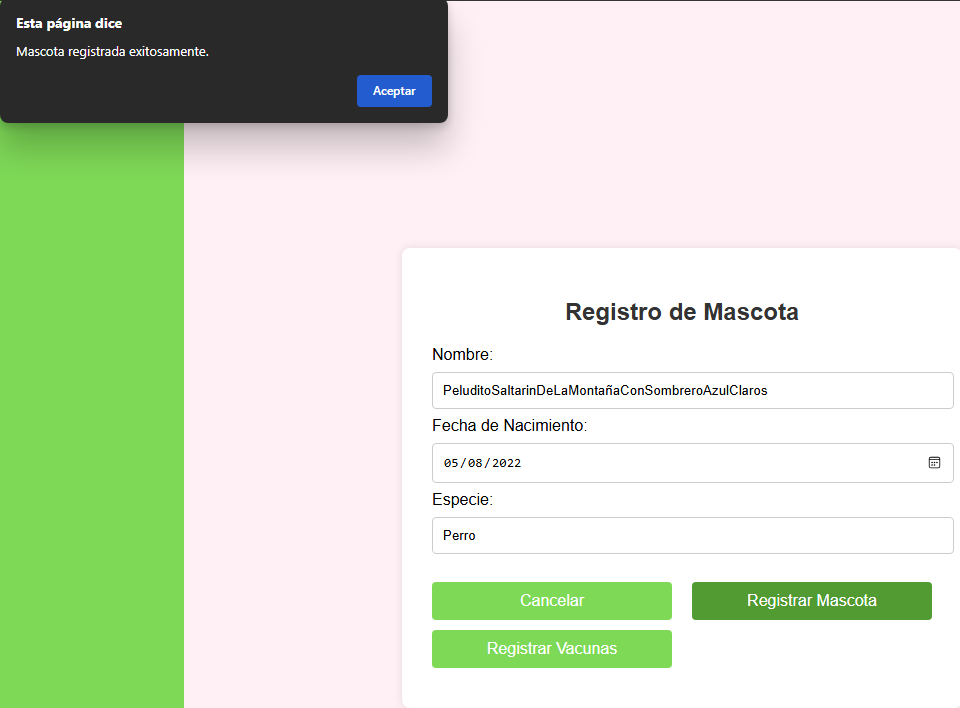 Esta página dice
Mascota registrada exitosamente.
Aceptar
Registro de Mascota
Nombre:
PeluditoSaltarinDeLaMontañaConSombreroAzulClaros
Fecha de Nacimiento:
05/08/2022
Especie:
Perro
Cancelar
Registrar Mascota
Registrar Vacunas